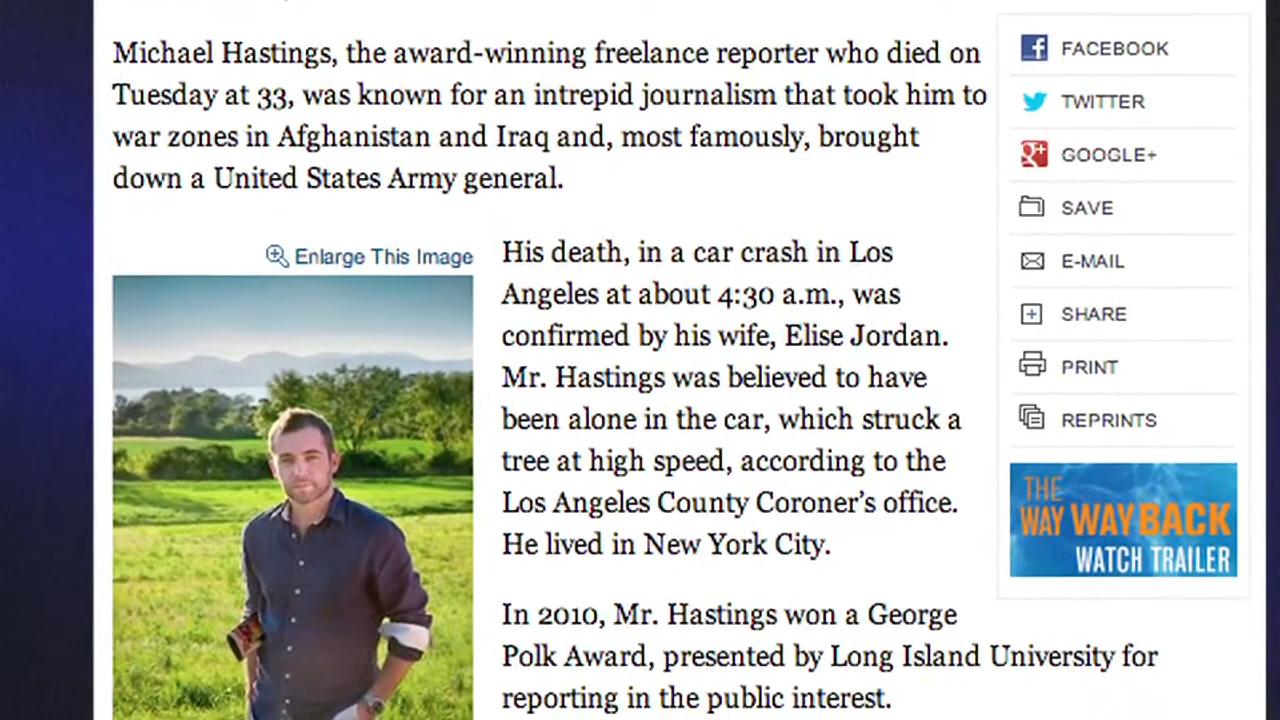 Michael Hastings, the award-winning freelance reporter who died on
Tuesday at 33, was known for an intrepid journalism that took him to
war zones in Afghanistan and Iraq and, most famously, brought
down a United States Army general.
Enlarge This Image
His death, in a car crash in Los
Angeles at about 4:30 a.m., was
confirmed by his wife, Elise Jordan.
Mr. Hastings was believed to have
been alone in the car, which struck a
tree at high speed, according to the
Los Angeles County Coroner's office.
He lived in New York City.
In 2010, Mr. Hastings won a George
Polk Award, presented by Long Island University for
reporting in the public interest.
FACEBOOK
TWITTER
GOOGLE+
SAVE
E-MAIL
SHARE
PRINT
REPRINTS
THE
WAY WAYBACK
WATCH TRAILER